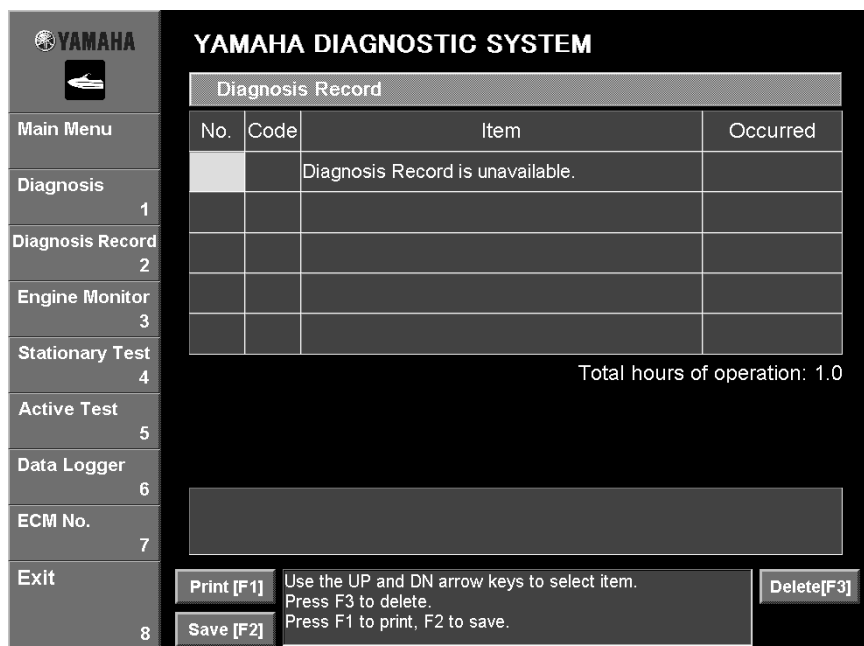 YAMAHA
YAMAHA DIAGNOSTIC SYSTEM
Diagnosis Record
No. Code Item Occurred
Diagnosis Record is unavailable.
Total hours of operation: 1.0
Main Menu
Diagnosis
1
Diagnosis Record
2
Engine Monitor
3
Stationary Test
4
Active Test
5
Data Logger
6
ECM No.
7
Exit
8
Print [F1]
Save [F2]
Use the UP and DN arrow keys to select item.
Press F3 to delete.
Press F1 to print, F2 to save.
Delete[F3]